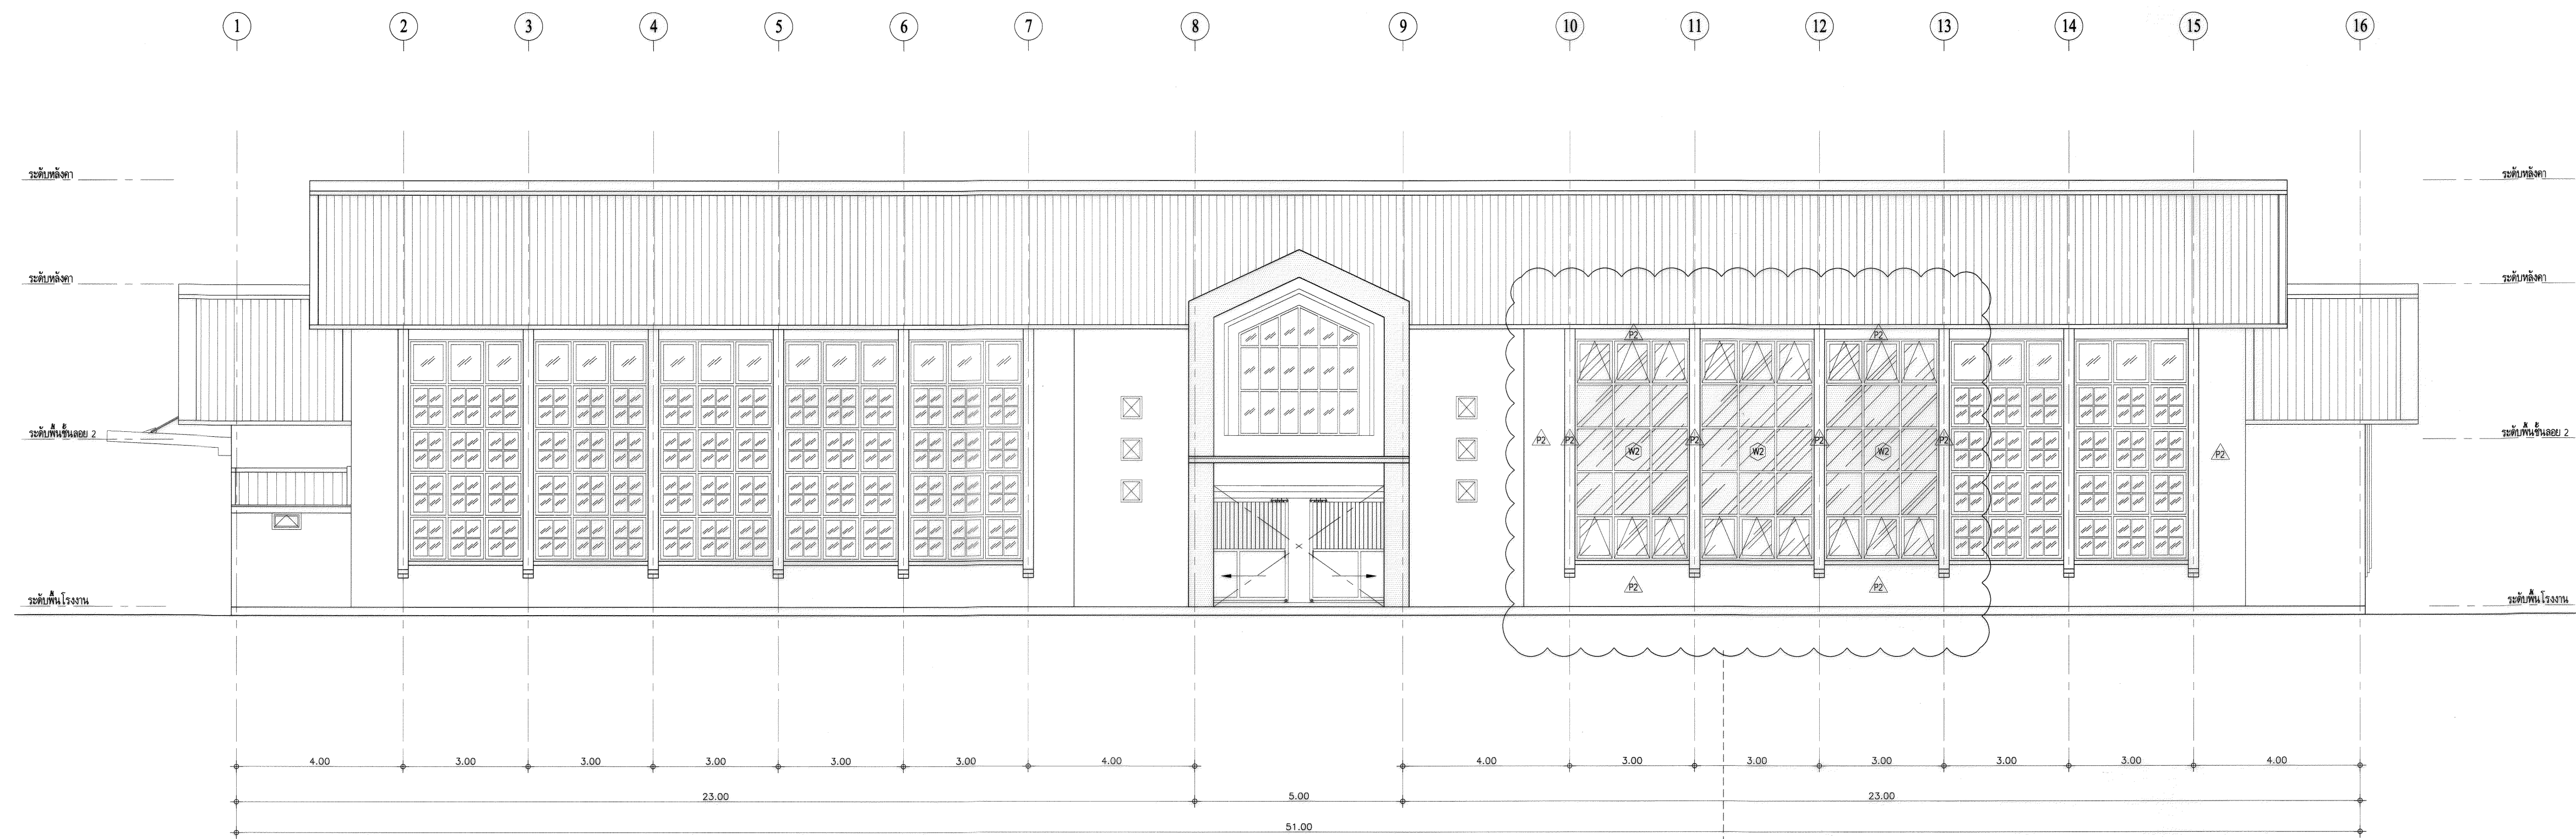 1 2 3 4 5 6 7 8 9 10 11 12 13 14 15 16
ระดับหลังคา ระดับหลังคา
ระดับหลังคา ระดับหลังคา
P2 P2
ระดับพื้นชั้นลอย 2 P2 P2 P2 P2 P2 ระดับพื้นชั้นลอย 2
W2 W2 W2 P2
P2 P2
ระดับพื้นโรงงาน ระดับพื้นโรงงาน
4.00 3.00 3.00 3.00 3.00 3.00 4.00 4.00 3.00 3.00 3.00 3.00 3.00 4.00
23.00 5.00 23.00
51.00